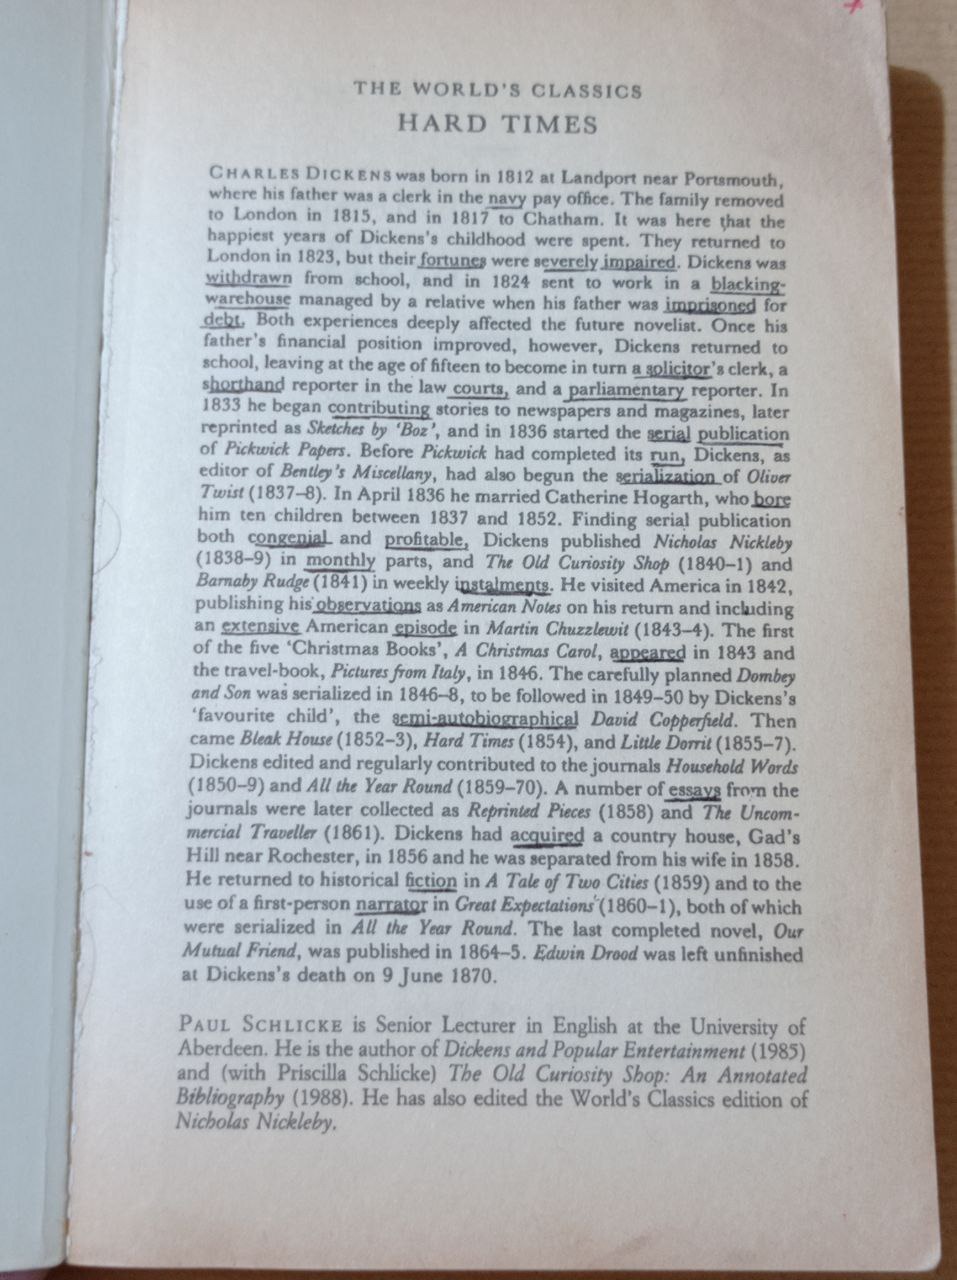 THE WORLD'S CLASSICS
HARD TIMES
CHARLES DICKENS was born in 1812 at Landport near Portsmouth,
where his father was a clerk in the navy pay office. The family removed
to London in 1815, and in 1817 to Chatham. It was here that the
happiest years of Dickens's childhood were spent. They returned to
London in 1823, but their fortunes were severely impaired. Dickens was
withdrawn from school, and in 1824 sent to work in a blacking-
warehouse managed by a relative when his father was imprisoned for
debt. Both experiences deeply affected the future novelist. Once his
father's financial position improved, however, Dickens returned to
school, leaving at the age of fifteen to become in turn a solicitor's clerk, a
shorthand reporter in the law courts, and a parliamentary reporter. In
1833 he began contributing stories to newspapers and magazines, later
reprinted as Sketches by 'Boz', and in 1836 started the serial publication
of Pickwick Papers. Before Pickwick had completed its run, Dickens, as
editor of Bentley's Miscellany, had also begun the serialization of Oliver
Twist (1837–8). In April 1836 he married Catherine Hogarth, who bore
him ten children between 1837 and 1852. Finding serial publication
both congenial and profitable, Dickens published Nicholas Nickleby
(1838–9) in monthly parts, and The Old Curiosity Shop (1840–1) and
Barnaby Rudge (1841) in weekly instalments. He visited America in 1842,
publishing his observations as American Notes on his return and including
an extensive American episode in Martin Chuzzlewit (1843–4). The first
of the five 'Christmas Books', A Christmas Carol, appeared in 1843 and
the travel-book, Pictures from Italy, in 1846. The carefully planned Dombey
and Son was serialized in 1846–8, to be followed in 1849–50 by Dickens's
'favourite child', the semi-autobiographical David Copperfield. Then
came Bleak House (1852–3), Hard Times (1854), and Little Dorrit (1855–7).
Dickens edited and regularly contributed to the journals Household Words
(1850–9) and All the Year Round (1859–70). A number of essays from the
journals were later collected as Reprinted Pieces (1858) and The Uncom-
mercial Traveller (1861). Dickens had acquired a country house, Gad's
Hill near Rochester, in 1856 and he was separated from his wife in 1858.
He returned to historical fiction in A Tale of Two Cities (1859) and to the
use of a first-person narrator in Great Expectations (1860–1), both of which
were serialized in All the Year Round. The last completed novel, Our
Mutual Friend, was published in 1864–5. Edwin Drood was left unfinished
at Dickens's death on 9 June 1870.
PAUL SCHLICKE is Senior Lecturer in English at the University of
Aberdeen. He is the author of Dickens and Popular Entertainment (1985)
and (with Priscilla Schlicke) The Old Curiosity Shop: An Annotated
Bibliography (1988). He has also edited the World's Classics edition of
Nicholas Nickleby.